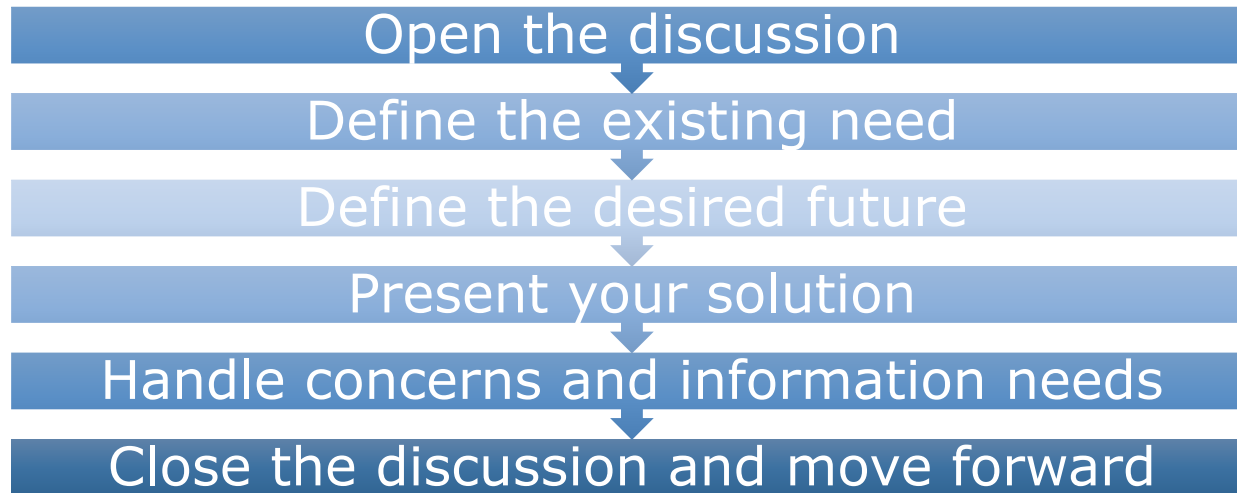 Open the discussion
Define the existing need
Define the desired future
Present your solution
Handle concerns and information needs
Close the discussion and move forward